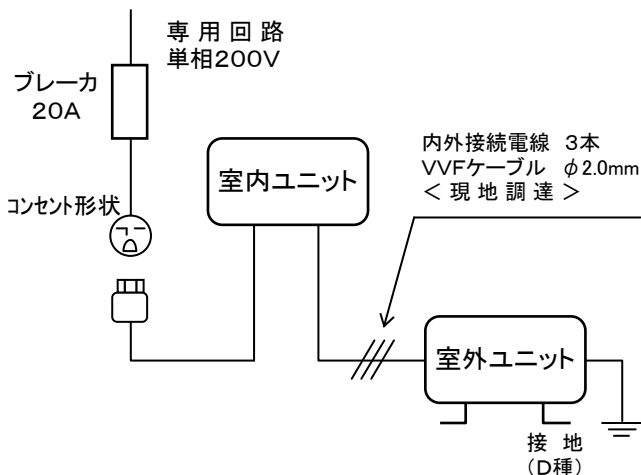 専用回路
単相200V
ブレーカ
20A
コンセント形状
室内ユニット
内外接続電線 3本
VVFケーブル φ2.0mm
<現地調達>
室外ユニット
接地
(D種)